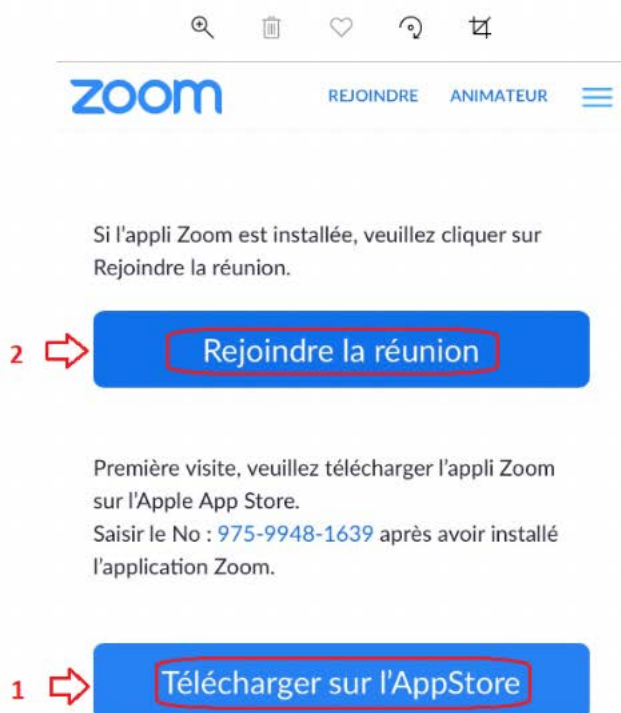 zoom REJOINDRE ANIMATEUR
Si l'appli Zoom est installée, veuillez cliquer sur
Rejoindre la réunion.
2 Rejoindre la réunion
Première visite, veuillez télécharger l'appli Zoom
sur l'Apple App Store.
Saisir le No : 975-9948-1639 après avoir installé
l'application Zoom.
1 Télécharger sur l'AppStore